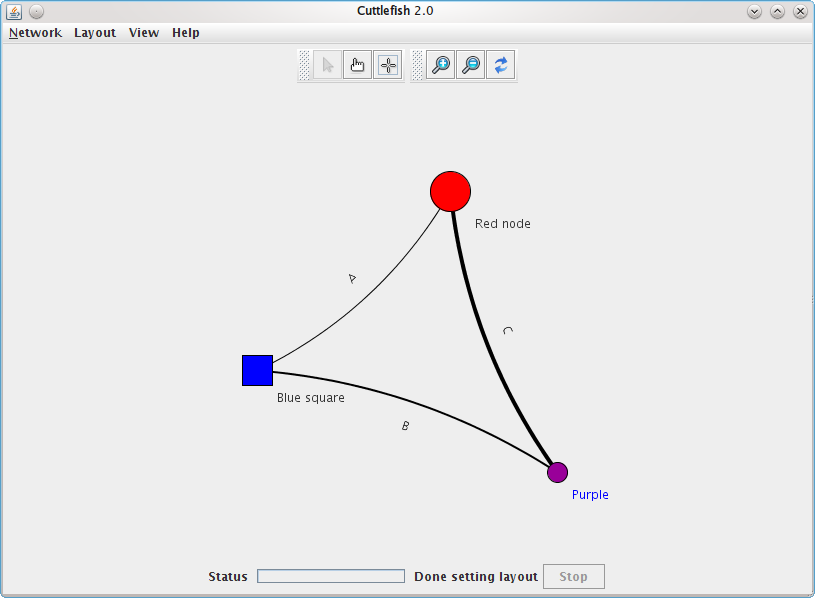 Cuttlefish 2.0
Network Layout View Help
Red node
A
C
Blue square
B
Purple
Status Done setting layout Stop